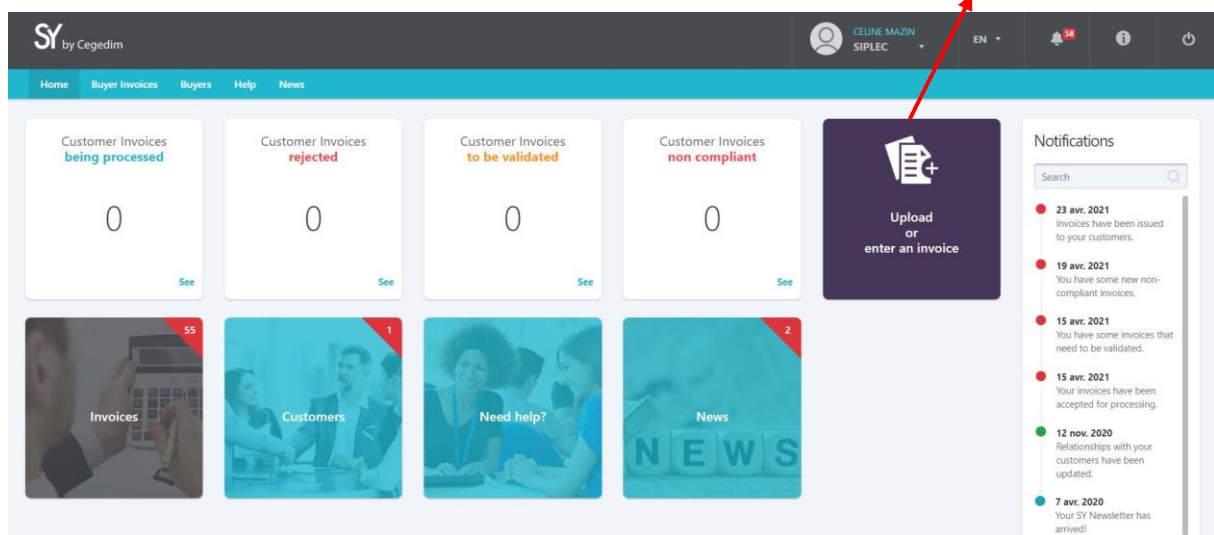 SY by Cegedim
CELINE MAZIN
SIPLEC
EN
58
Home Buyer Invoices Buyers Help News
Customer Invoices
being processed
0
See
Customer Invoices
rejected
0
See
Customer Invoices
to be validated
0
See
Customer Invoices
non compliant
0
See
Upload
or
enter an invoice
55
Invoices
1
Customers
Need help?
2
News
NEWS
Notifications
Search
23 avr. 2021
Invoices have been issued
to your customers.
19 avr. 2021
You have some new non-
compliant invoices.
15 avr. 2021
You have some invoices that
need to be validated.
15 avr. 2021
Your invoices have been
accepted for processing.
12 nov. 2020
Relationships with your
customers have been
updated.
7 avr. 2020
Your SY Newsletter has
arrived!